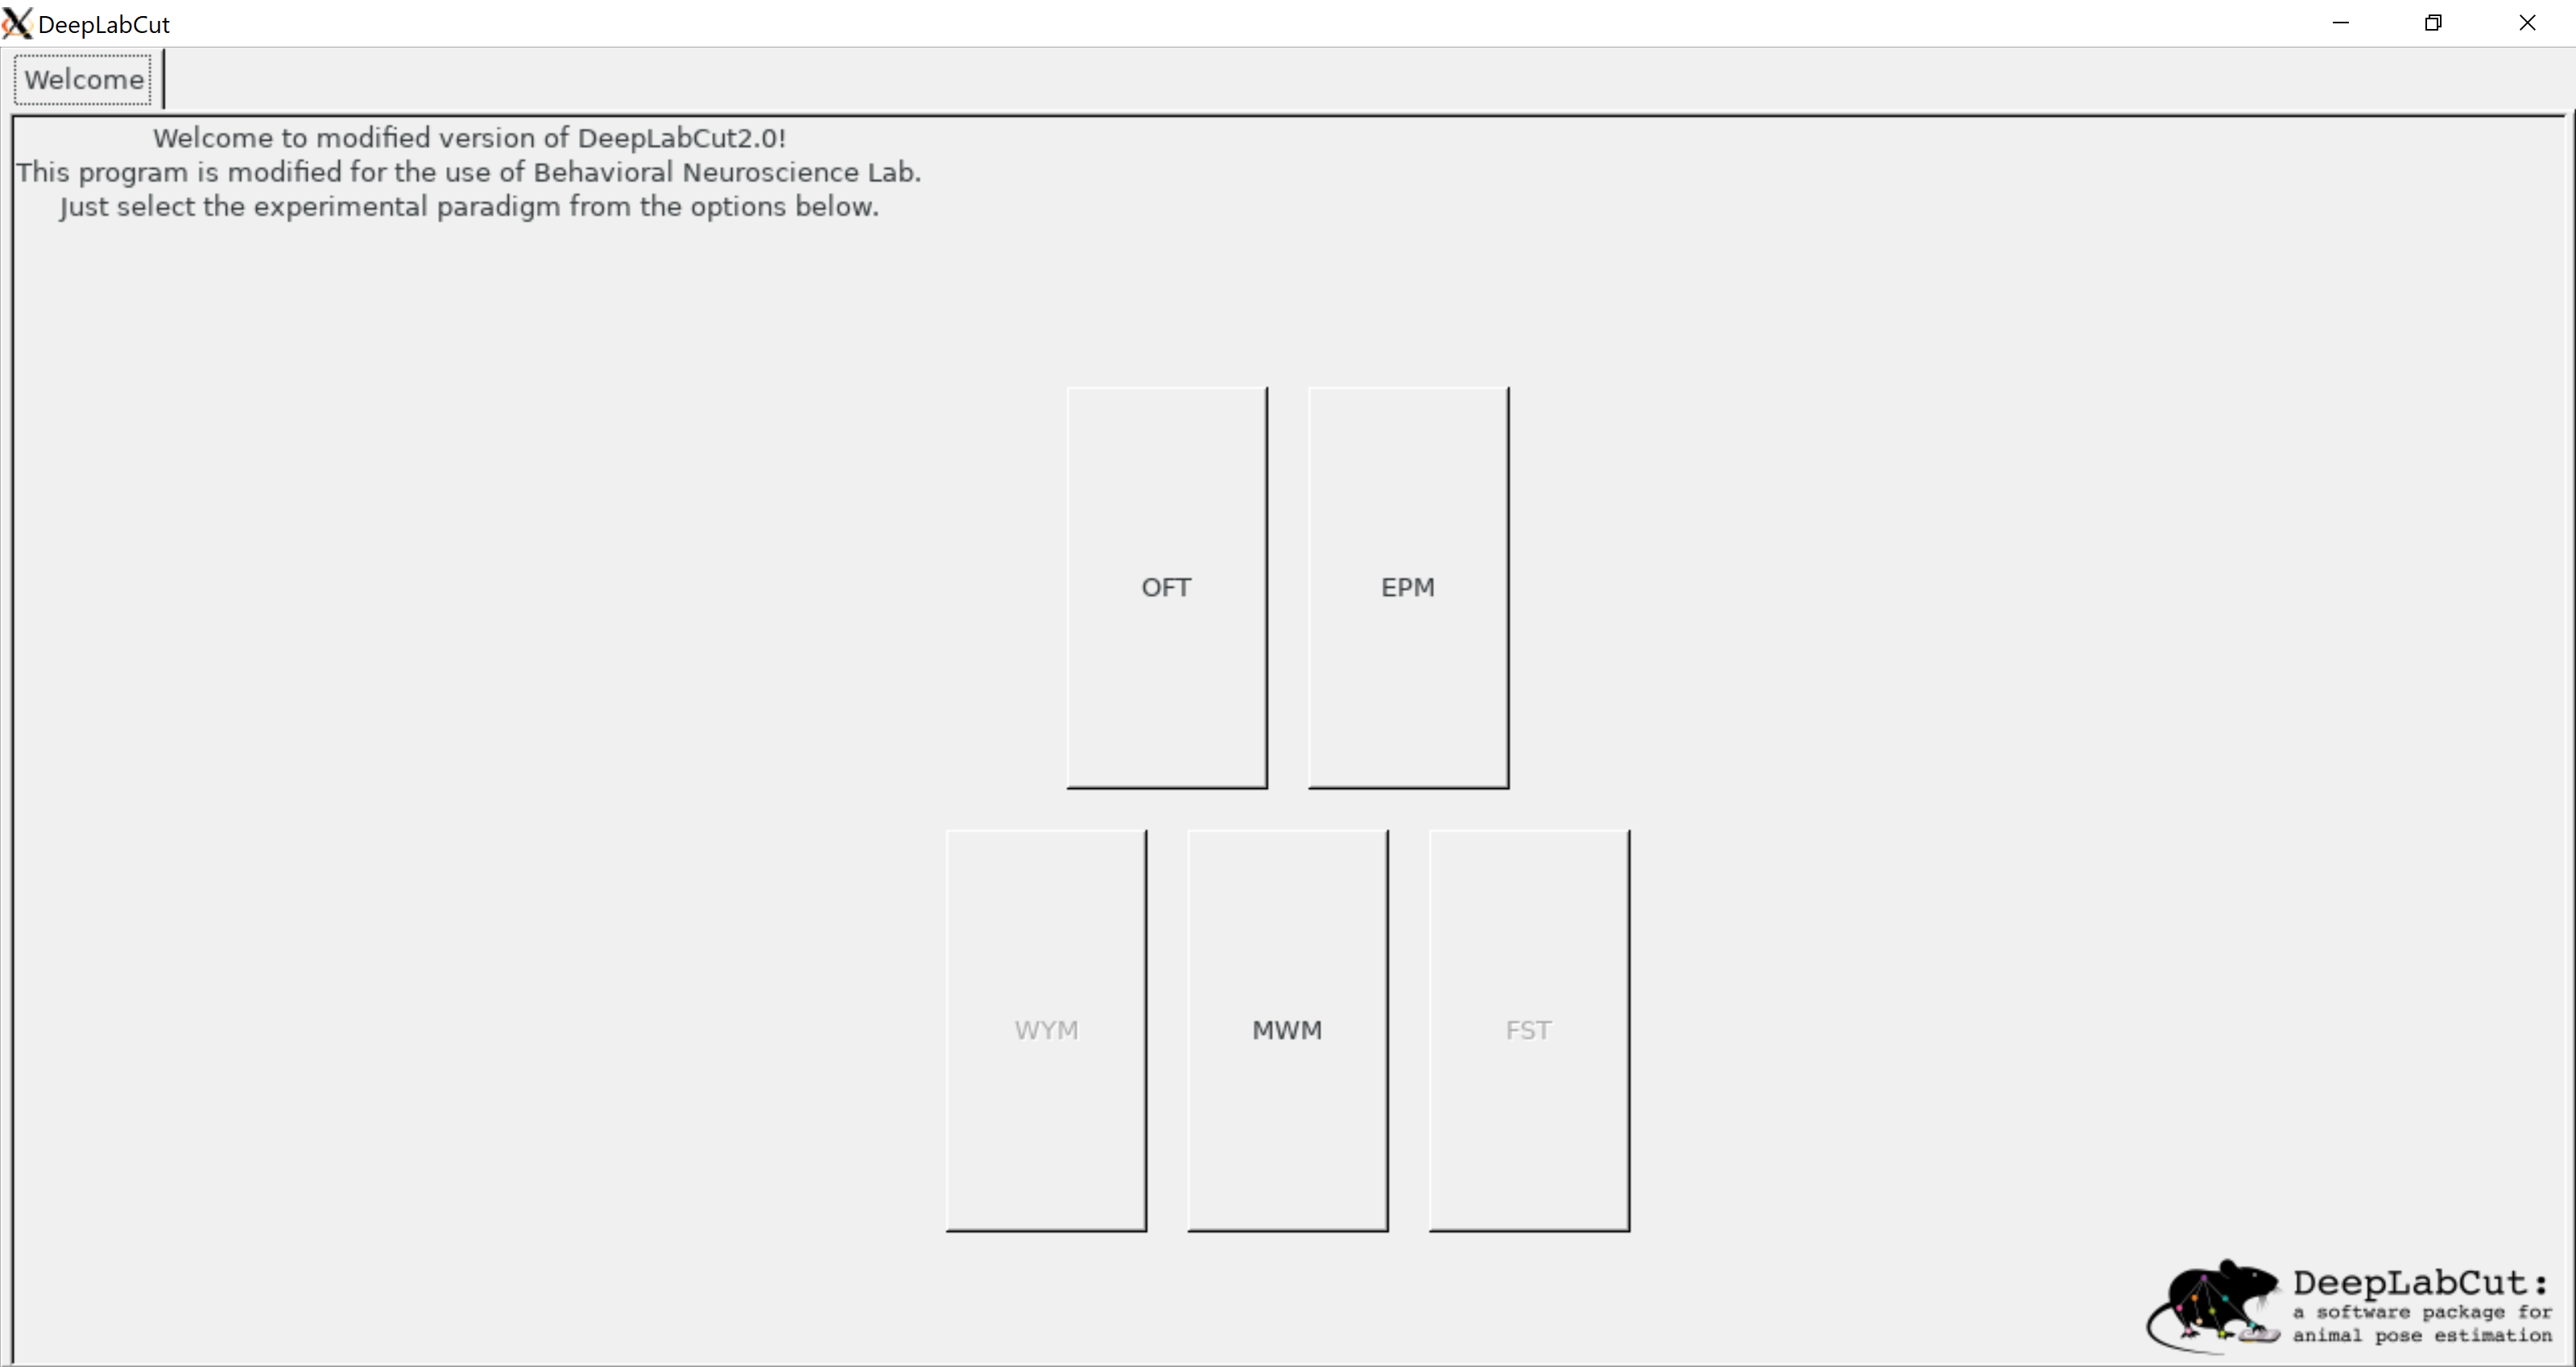 DeepLabCut
Welcome
Welcome to modified version of DeepLabCut2.0!
This program is modified for the use of Behavioral Neuroscience Lab.
Just select the experimental paradigm from the options below.
OFT EPM
WYM MWM FST
DeepLabCut:
a software package for
animal pose estimation